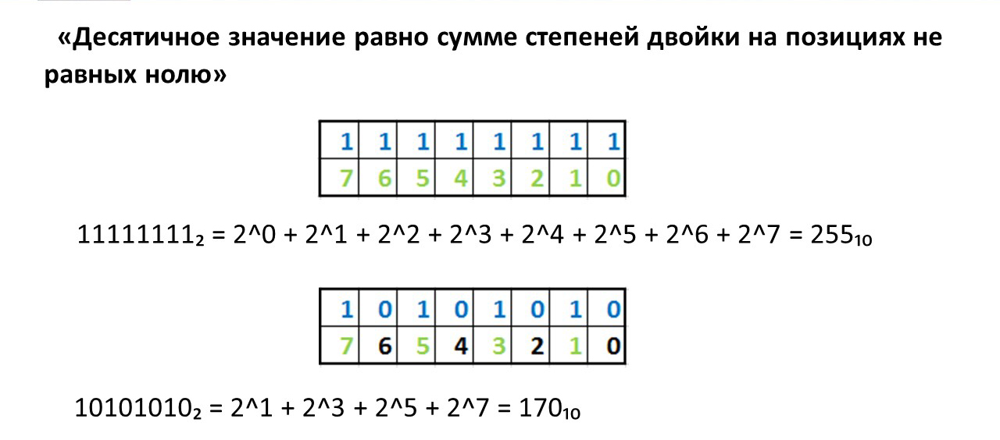 «Десятичное значение равно сумме степеней двойки на позициях не
равных нолю»
1 1 1 1 1 1 1 1
7 6 5 4 3 2 1 0
11111111₂ = 2^0 + 2^1 + 2^2 + 2^3 + 2^4 + 2^5 + 2^6 + 2^7 = 255₁₀
1 0 1 0 1 0 1 0
7 6 5 4 3 2 1 0
10101010₂ = 2^1 + 2^3 + 2^5 + 2^7 = 170₁₀